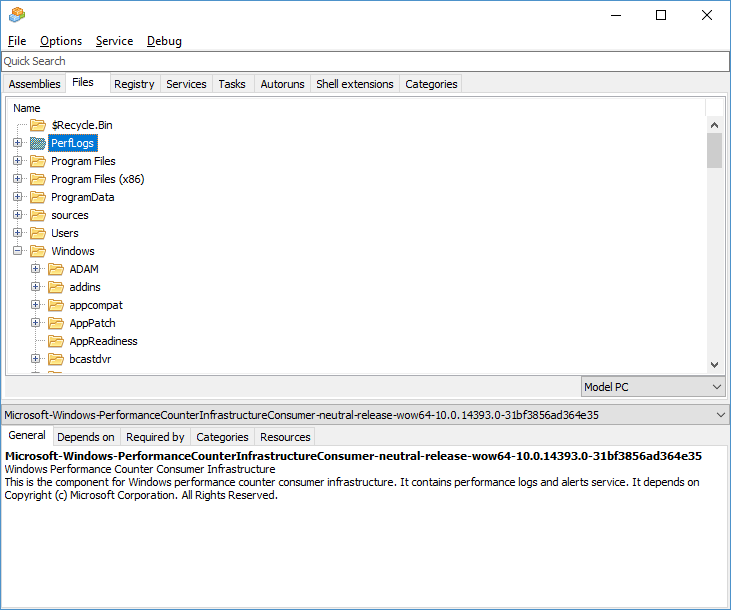 File Options Service Debug
Quick Search
Assemblies Files Registry Services Tasks Autoruns Shell extensions Categories
Name
$Recycle.Bin
PerfLogs
Program Files
Program Files (x86)
ProgramData
sources
Users
Windows
ADAM
addins
appcompat
AppPatch
AppReadiness
bcastdvr
Model PC
Microsoft-Windows-PerformanceCounterInfrastructureConsumer-neutral-release-wow64-10.0.14393.0-31bf3856ad364e35
General Depends on Required by Categories Resources
Microsoft-Windows-PerformanceCounterInfrastructureConsumer-neutral-release-wow64-10.0.14393.0-31bf3856ad364e35
Windows Performance Counter Consumer Infrastructure
This is the component for Windows performance counter consumer infrastructure. It contains performance logs and alerts service. It depends on
Copyright (c) Microsoft Corporation. All Rights Reserved.